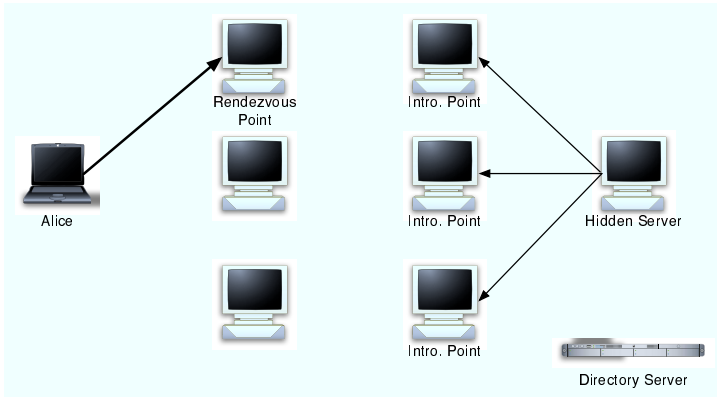 Rendezvous
Point
Intro. Point
Alice
Intro. Point
Hidden Server
Intro. Point
Directory Server